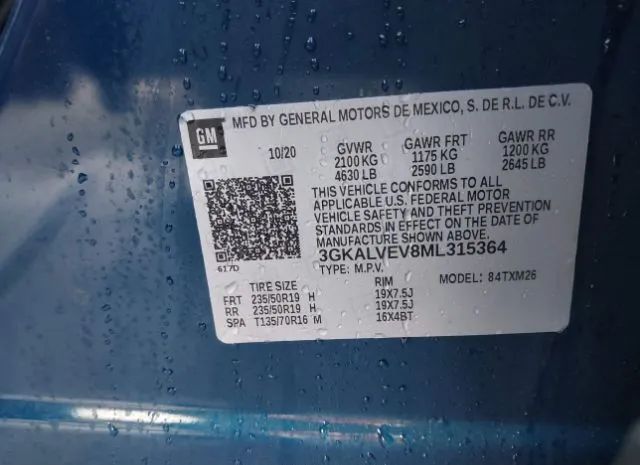 GM
MFD BY GENERAL MOTORS DE MEXICO, S. DE R.L. DE C.V.
10/20 GVWR GAWR FRT GAWR RR
2100 KG 1175 KG 1200 KG
4630 LB 2590 LB 2645 LB
THIS VEHICLE CONFORMS TO ALL
APPLICABLE U.S. FEDERAL MOTOR
VEHICLE SAFETY AND THEFT PREVENTION
STANDARDS IN EFFECT ON THE DATE OF
MANUFACTURE SHOWN ABOVE.
3GKALVEV8ML315364
617D
TYPE: M.P.V. MODEL: 84TXM26
TIRE SIZE RIM
FRT 235/50R19 H 19X7.5J
RR 235/50R19 H 19X7.5J
SPA T135/70R16 M 16X4BT